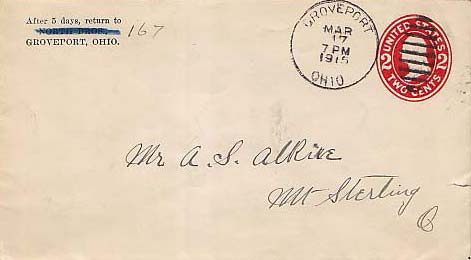 After 5 days, return to
NORTH BROS. 167
GROVEPORT, OHIO.
GROVEPORT
MAR
17
7 PM
1915
OHIO
UNITED STATES
2 2
TWO CENTS
Mr A. S. Alkire
Mt Sterling
O